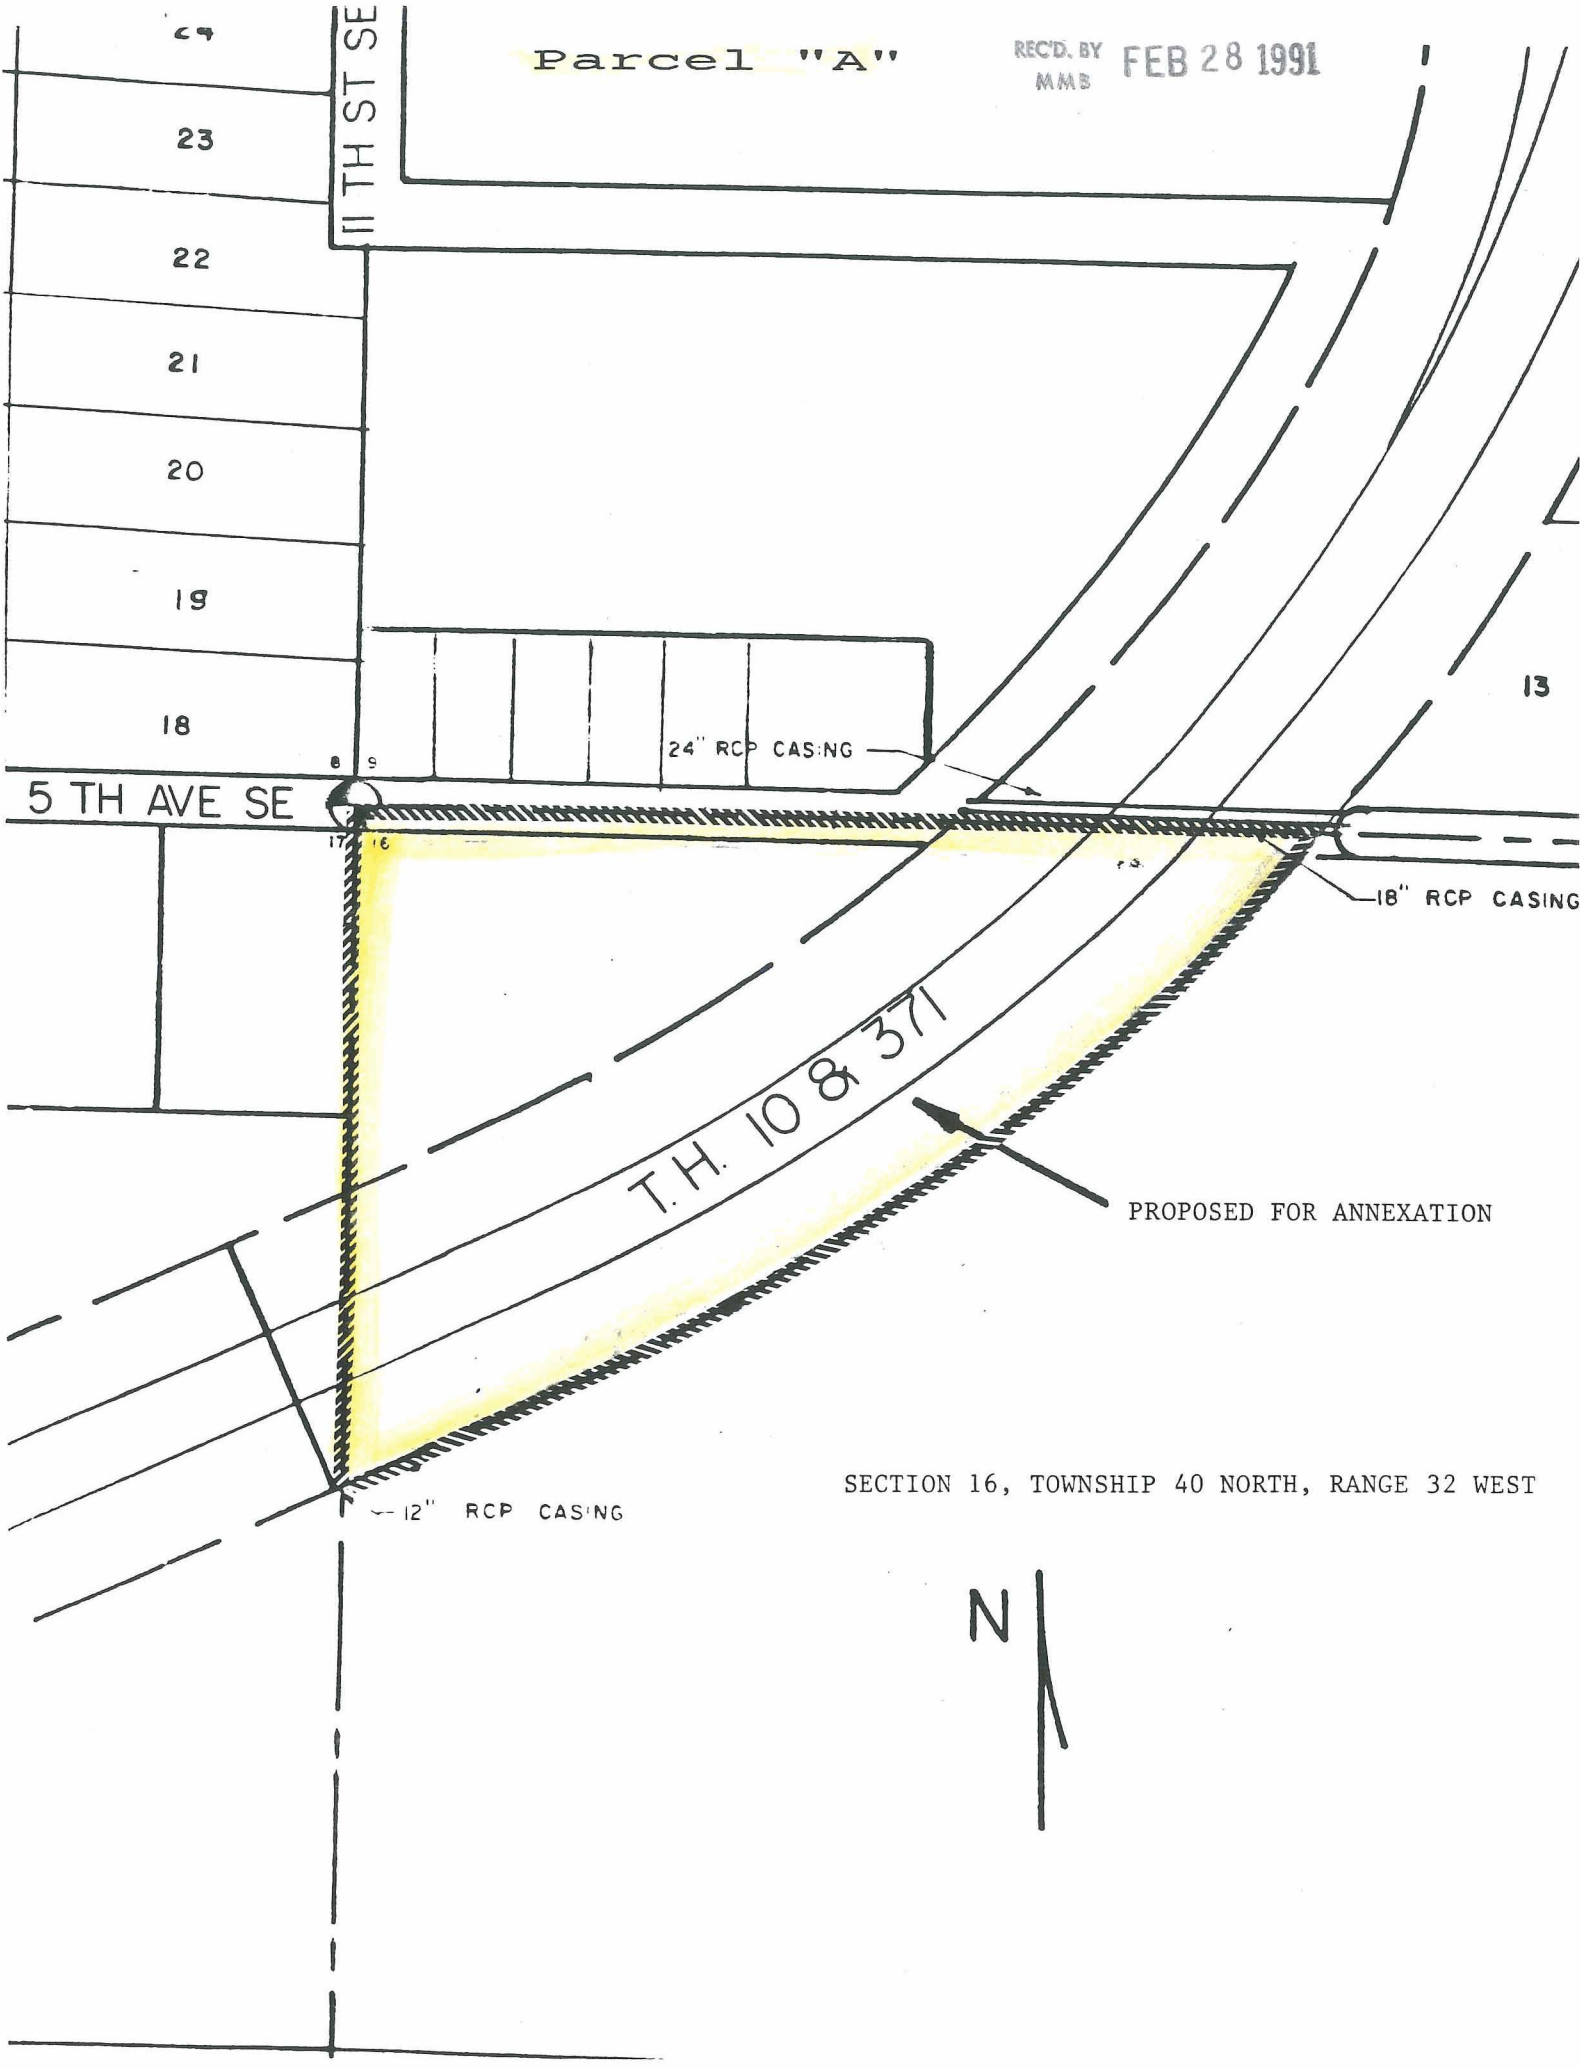 Parcel "A"
REC'D. BY
MMB
FEB 28 1991
11 TH ST SE
23
22
21
20
19
18
13
24" RCP CASING
8 9
5 TH AVE SE
17 16
18" RCP CASING
T.H. 10 & 371
PROPOSED FOR ANNEXATION
SECTION 16, TOWNSHIP 40 NORTH, RANGE 32 WEST
12" RCP CASING
N